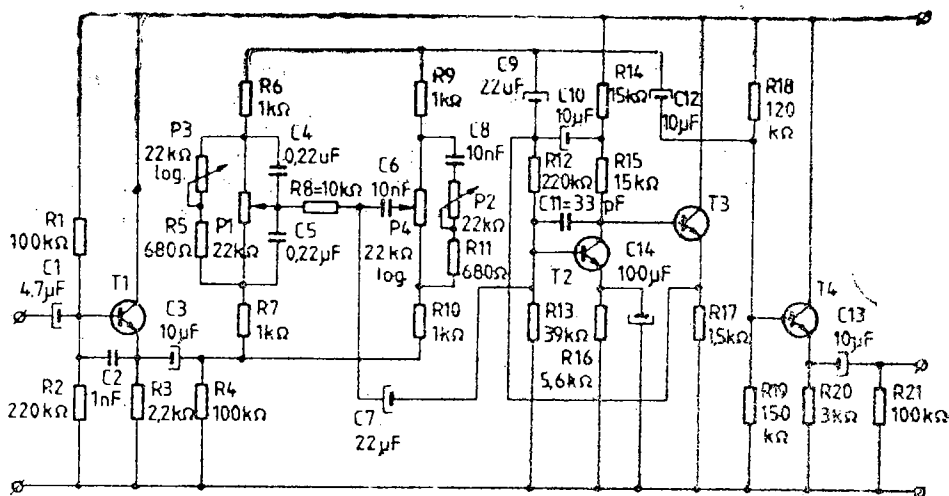 R1
100kΩ
C1
4,7µF
R2
220kΩ
C2
1nF
T1
R3
2,2kΩ
C3
10µF
R4
100kΩ
P3
22kΩ
log.
R5
680Ω
P1
22kΩ
R6
1kΩ
R7
1kΩ
C4
0,22uF
C5
0,22µF
R8=10kΩ
C7
22µF
C6
10nF
P4
22kΩ
log
R9
1kΩ
R10
1kΩ
C8
10nF
P2
22kΩ
R11
680Ω
C9
22uF
C10
10µF
R12
220kΩ
C11=33 pF
R13
39kΩ
T2
R14
15kΩ
R15
15kΩ
R16
5,6kΩ
C14
100µF
C12
10µF
T3
R17
1,5kΩ
R18
120
kΩ
R19
150
kΩ
T4
C13
10µF
R20
3kΩ
R21
100kΩ